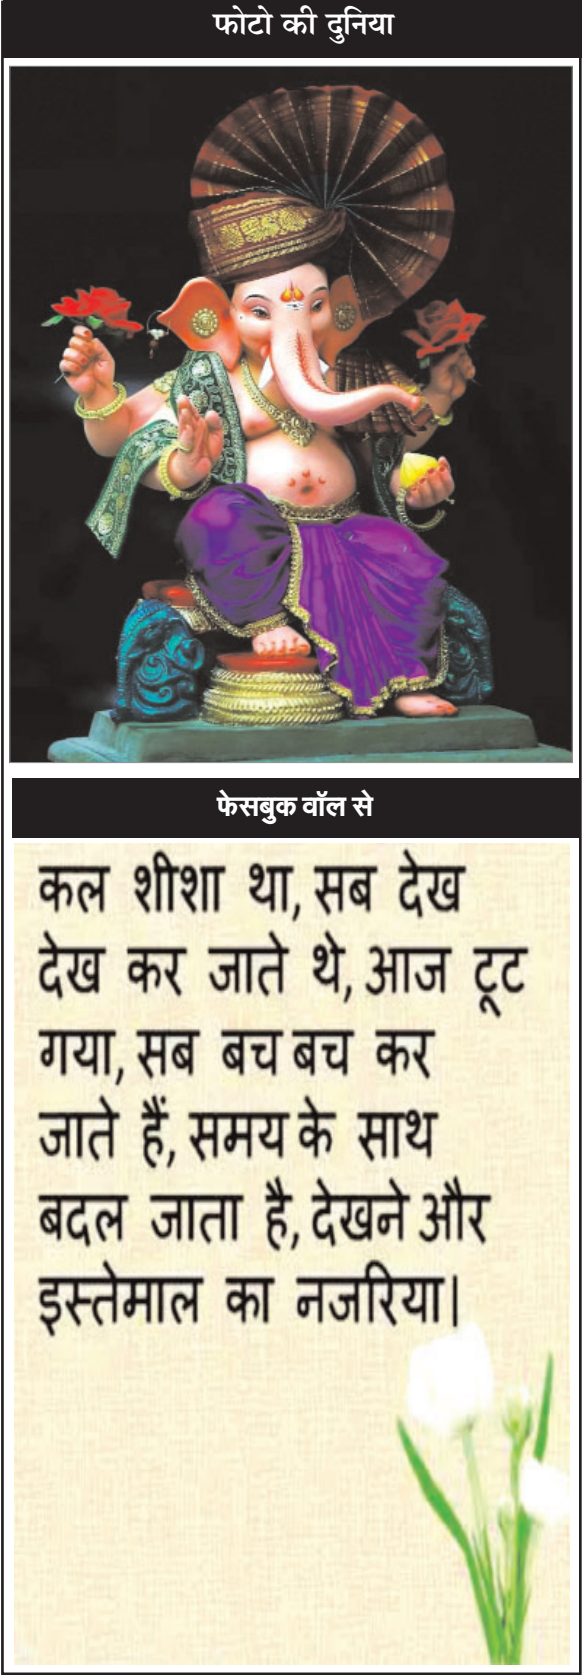 फोटो की दुनिया
फेसबुक वॉल से
कल शीशा था, सब देख
देख कर जाते थे, आज टूट
गया, सब बच बच कर
जाते हैं, समय के साथ
बदल जाता है, देखने और
इस्तेमाल का नजरिया।